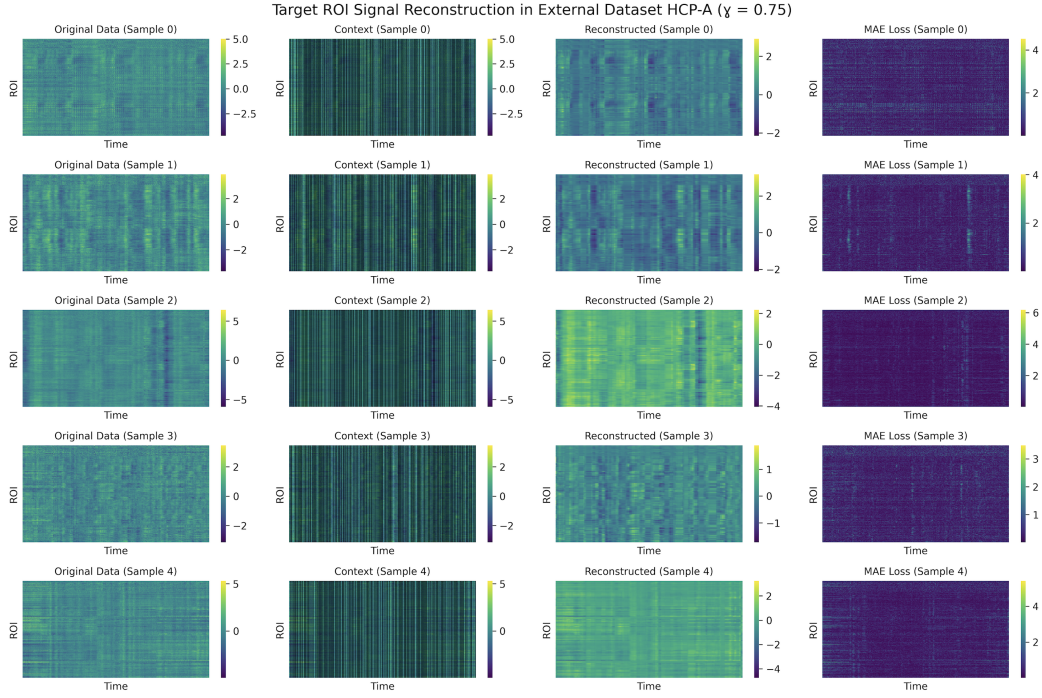 Target ROI Signal Reconstruction in External Dataset HCP-A (ɣ = 0.75)
Original Data (Sample 0) Context (Sample 0) Reconstructed (Sample 0) MAE Loss (Sample 0)
ROI 5.0 2.5 0.0 −2.5 5.0 2.5 0.0 −2.5 ROI 2 0 −2 ROI 4 2
Time Time Time Time
Original Data (Sample 1) Context (Sample 1) Reconstructed (Sample 1) MAE Loss (Sample 1)
ROI 2 0 −2 ROI 2 0 −2 ROI 2 0 −2 ROI 4 2
Time Time Time Time
Original Data (Sample 2) Context (Sample 2) Reconstructed (Sample 2) MAE Loss (Sample 2)
ROI 5 0 −5 ROI 5 0 −5 ROI 2 0 −2 −4 ROI 6 4 2
Time Time Time Time
Original Data (Sample 3) Context (Sample 3) Reconstructed (Sample 3) MAE Loss (Sample 3)
ROI 2 0 −2 ROI 2 0 −2 ROI 1 0 −1 ROI 3 2 1
Time Time Time Time
Original Data (Sample 4) Context (Sample 4) Reconstructed (Sample 4) MAE Loss (Sample 4)
ROI 5 0 ROI 5 0 ROI 2 0 −2 −4 ROI 4 2
Time Time Time Time